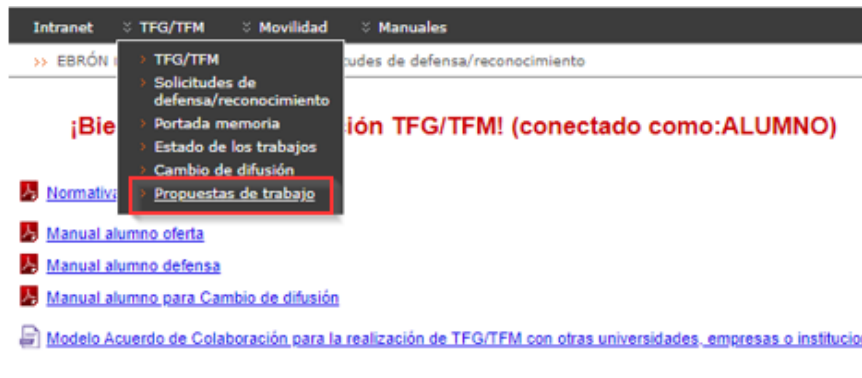 Intranet TFG/TFM Movilidad Manuales
>> EBRÓN
TFG/TFM
Solicitudes de
defensa/reconocimiento
Portada memoria
Estado de los trabajos
Cambio de difusión
Propuestas de trabajo
defensa/reconocimiento
¡Bie ión TFG/TFM! (conectado como:ALUMNO)
Normativa
Manual alumno oferta
Manual alumno defensa
Manual alumno para Cambio de difusión
Modelo Acuerdo de Colaboración para la realización de TFG/TFM con otras universidades, empresas o institucio